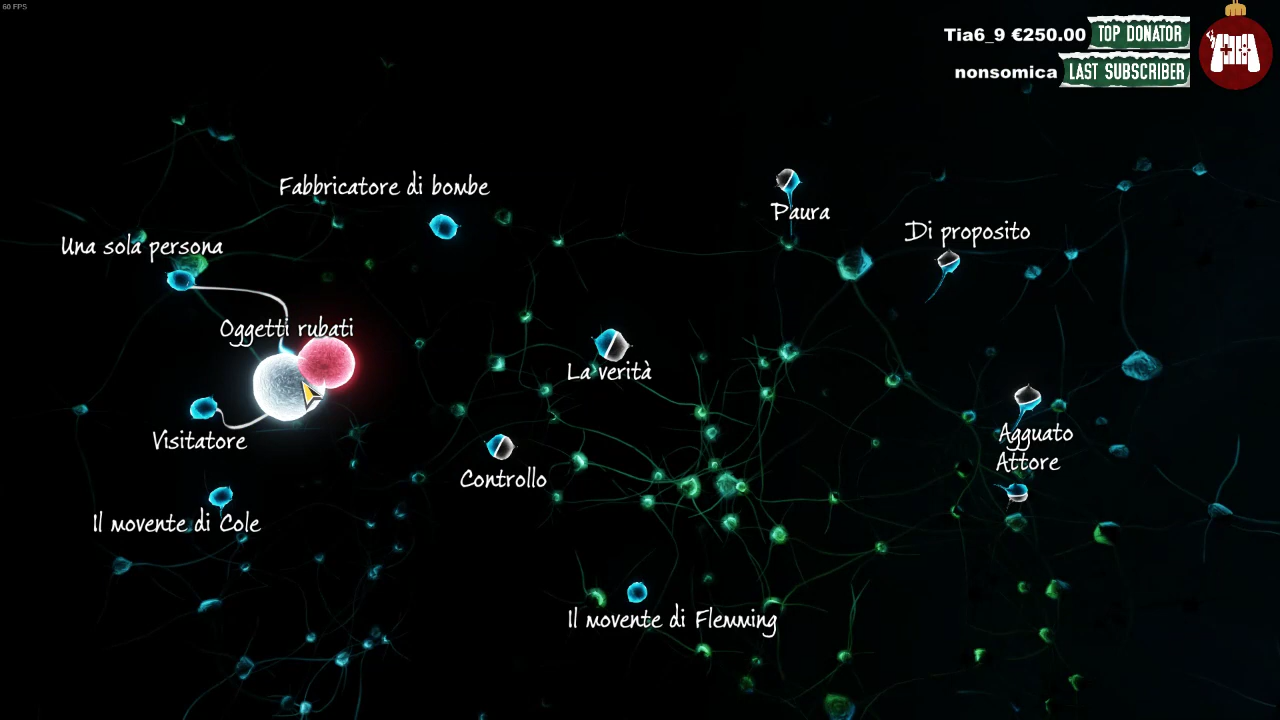 60 FPS
Tia6_9 €250.00 TOP DONATOR
nonsomica LAST SUBSCRIBER
Fabbricatore di bombe
Paura
Una sola persona
Di proposito
Oggetti rubati
La verità
Visitatore
Agguato
Attore
Controllo
Il movente di Cole
Il movente di Flemming